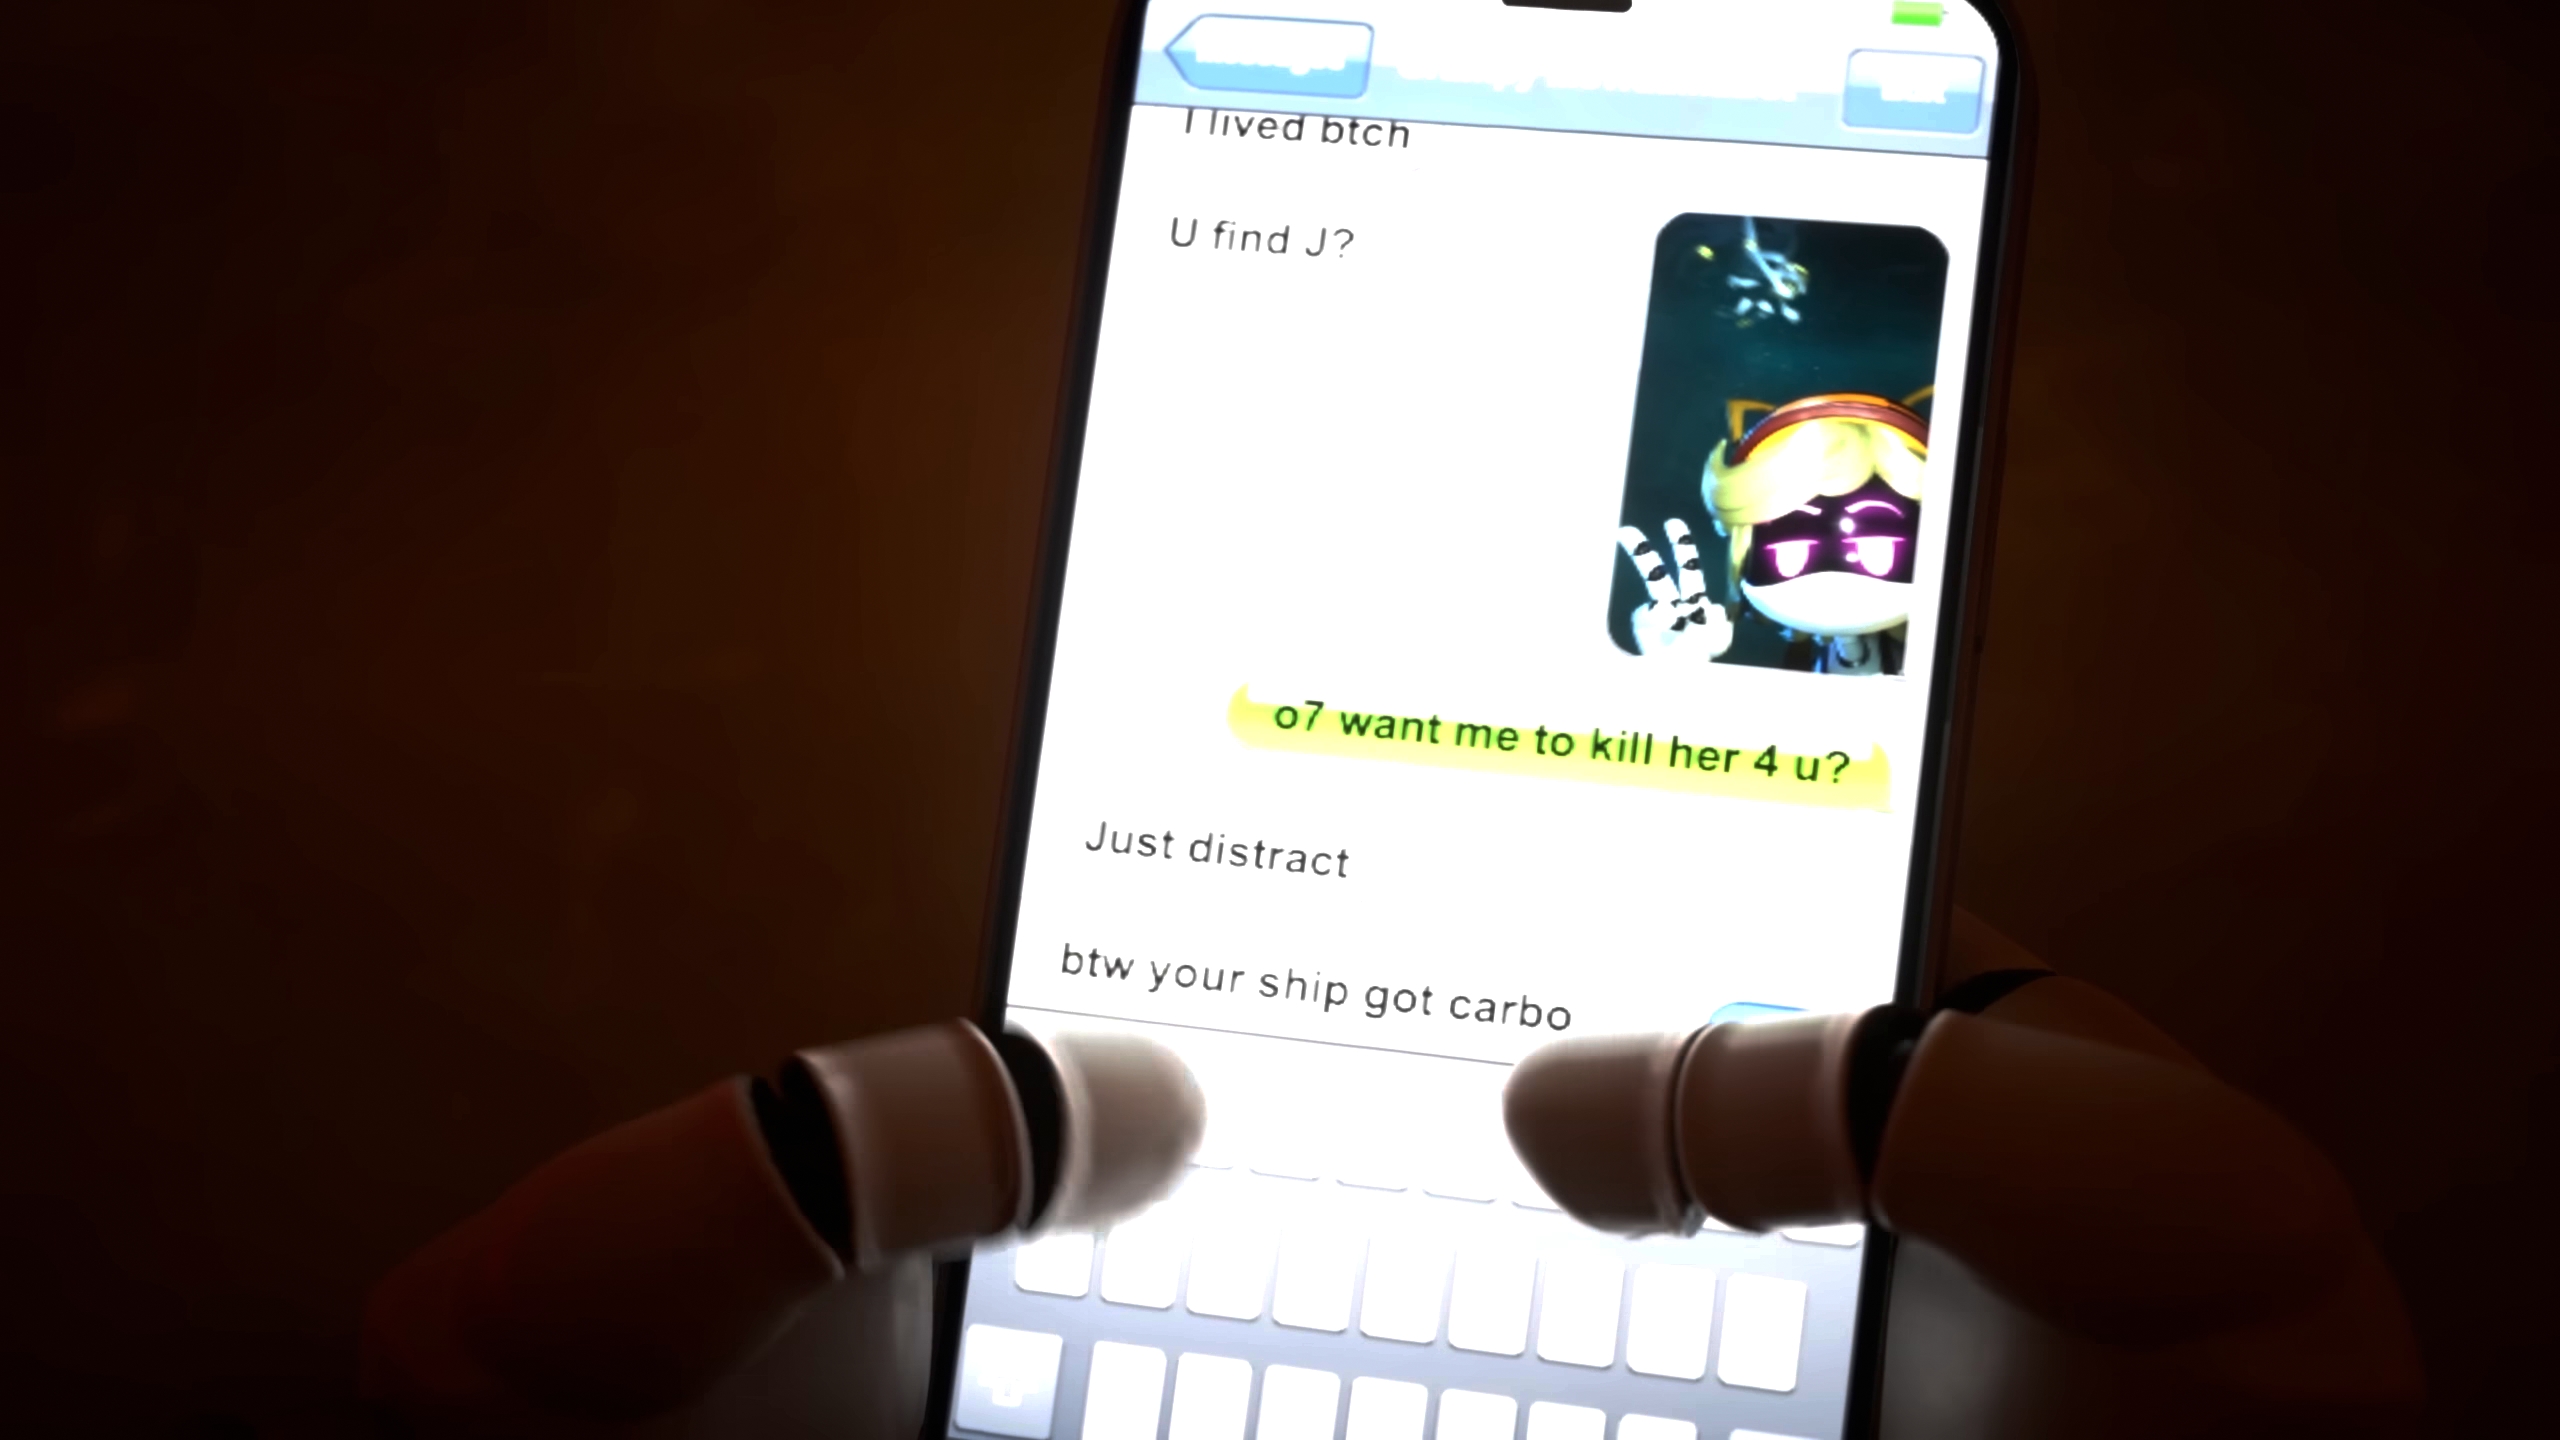 I lived btch
U find J?
o7 want me to kill her 4 u?
Just distract
btw your ship got carbo